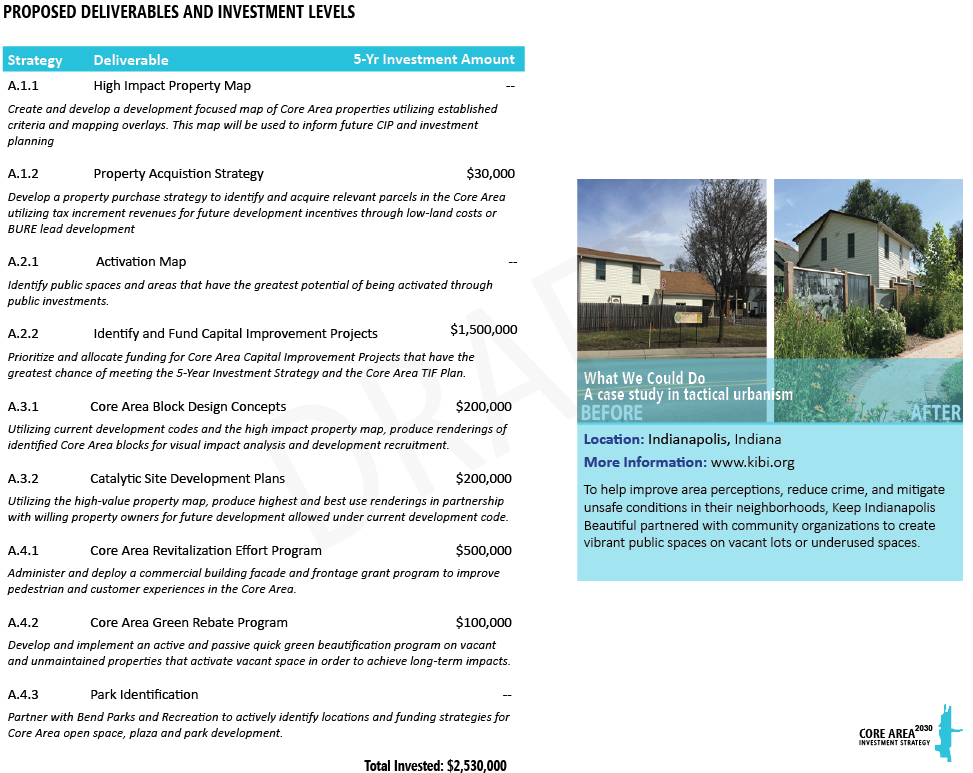 PROPOSED DELIVERABLES AND INVESTMENT LEVELS
Strategy Deliverable 5-Yr Investment Amount
A.1.1 High Impact Property Map --
Create and develop a development focused map of Core Area properties utilizing established
criteria and mapping overlays. This map will be used to inform future CIP and investment
planning
A.1.2 Property Acquistion Strategy $30,000
Develop a property purchase strategy to identify and acquire relevant parcels in the Core Area
utilizing tax increment revenues for future development incentives through low-land costs or
BURE lead development
A.2.1 Activation Map --
Identify public spaces and areas that have the greatest potential of being activated through
public investments.
A.2.2 Identify and Fund Capital Improvement Projects $1,500,000
Prioritize and allocate funding for Core Area Capital Improvement Projects that have the
greatest chance of meeting the 5-Year Investment Strategy and the Core Area TIF Plan.
A.3.1 Core Area Block Design Concepts $200,000
Utilizing current development codes and the high impact property map, produce renderings of
identified Core Area blocks for visual impact analysis and development recruitment.
A.3.2 Catalytic Site Development Plans $200,000
Utilizing the high-value property map, produce highest and best use renderings in partnership
with willing property owners for future development allowed under current development code.
A.4.1 Core Area Revitalization Effort Program $500,000
Administer and deploy a commercial building facade and frontage grant program to improve
pedestrian and customer experiences in the Core Area.
A.4.2 Core Area Green Rebate Program $100,000
Develop and implement an active and passive quick green beautification program on vacant
and unmaintained properties that activate vacant space in order to achieve long-term impacts.
A.4.3 Park Identification --
Partner with Bend Parks and Recreation to actively identify locations and funding strategies for
Core Area open space, plaza and park development.
Total Invested: $2,530,000
DRAF
What We Could Do
A case study in tactical urbanism
BEFORE AFTER
Location: Indianapolis, Indiana
More Information: www.kibi.org
To help improve area perceptions, reduce crime, and mitigate
unsafe conditions in their neighborhoods, Keep Indianapolis
Beautiful partnered with community organizations to create
vibrant public spaces on vacant lots or underused spaces.
CORE AREA 2030
INVESTMENT STRATEGY